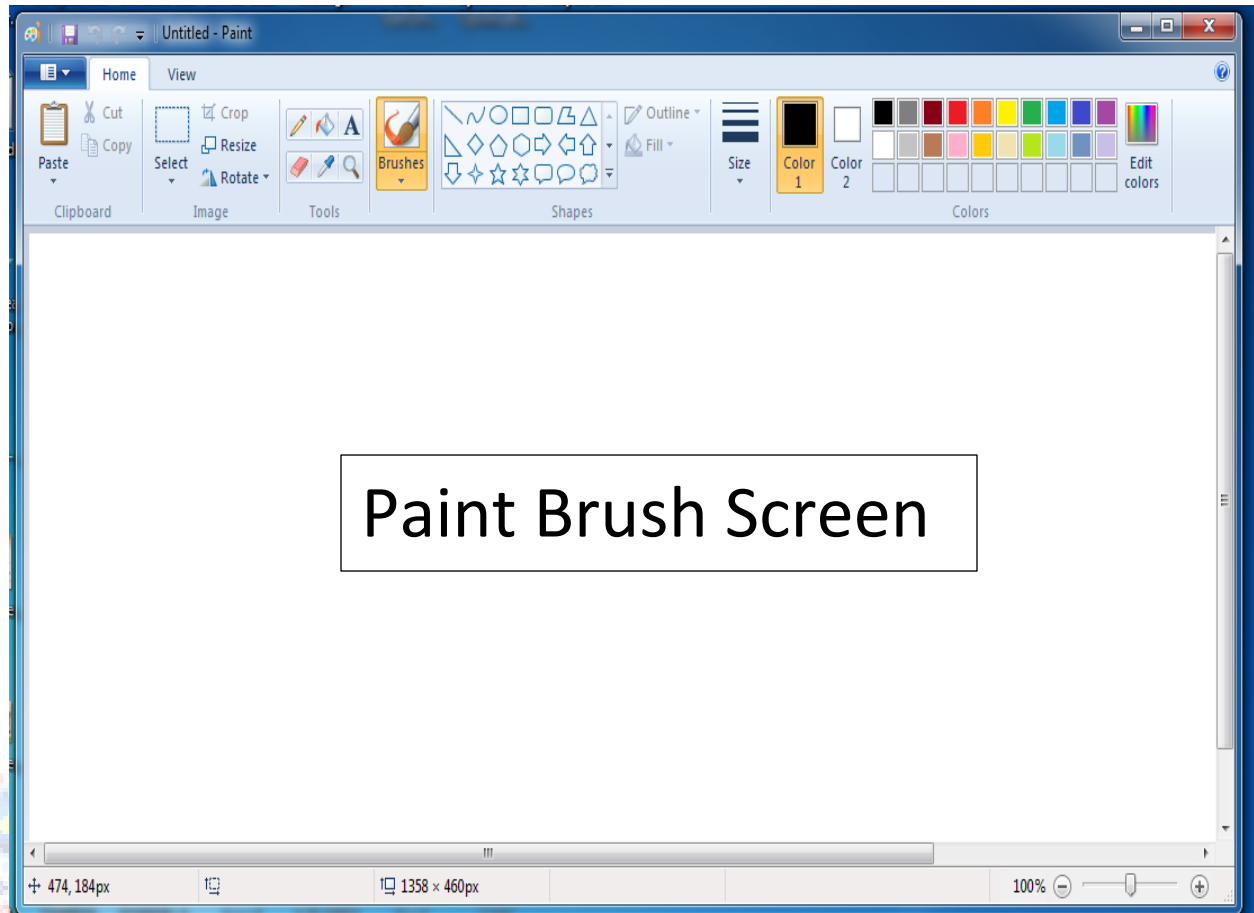 Untitled - Paint
Home View
Cut
Copy
Paste
Clipboard
Select
Crop
Resize
Rotate
Image
A
Tools
Brushes
Outline
Fill
Shapes
Size
Color 1
Color 2
Edit colors
Colors
Paint Brush Screen
474, 184px
1358 × 460px
100%